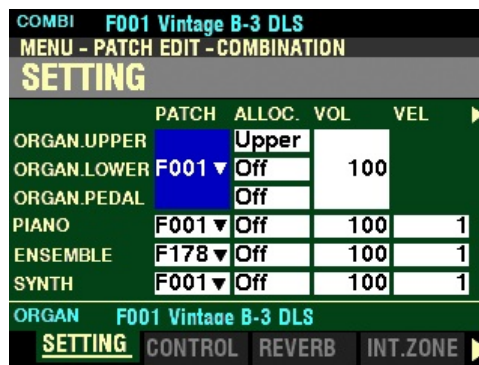 COMBI F001 Vintage B-3 DLS
MENU - PATCH EDIT - COMBINATION
SETTING
PATCH ALLOC. VOL VEL
ORGAN.UPPER Upper
ORGAN.LOWER F001 ▼ Off 100
ORGAN.PEDAL Off
PIANO F001 ▼ Off 100 1
ENSEMBLE F178 ▼ Off 100 1
SYNTH F001 ▼ Off 100 1
ORGAN F001 Vintage B-3 DLS
SETTING CONTROL REVERB INT.ZONE